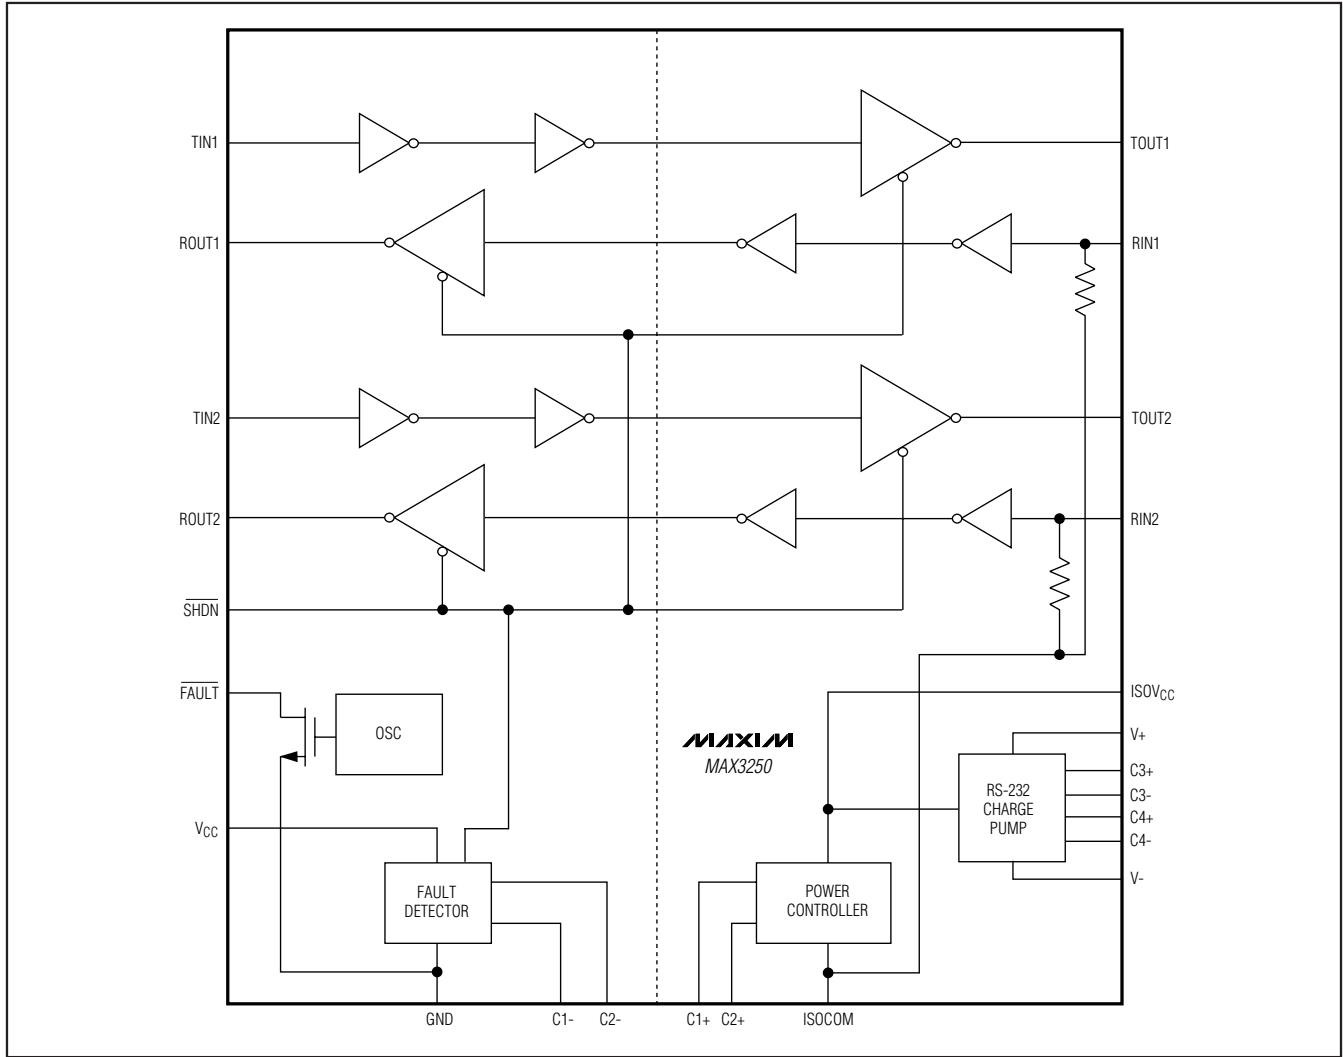 TIN1
TOUT1
ROUT1
RIN1
TIN2
TOUT2
ROUT2
RIN2
SHDN
FAULT
ISOVCC
OSC
MAXIM
MAX3250
V+
C3+
RS-232
CHARGE
PUMP
C3-
C4+
C4-
V-
VCC
FAULT
DETECTOR
POWER
CONTROLLER
GND
C1-
C2-
C1+
C2+
ISOCOM